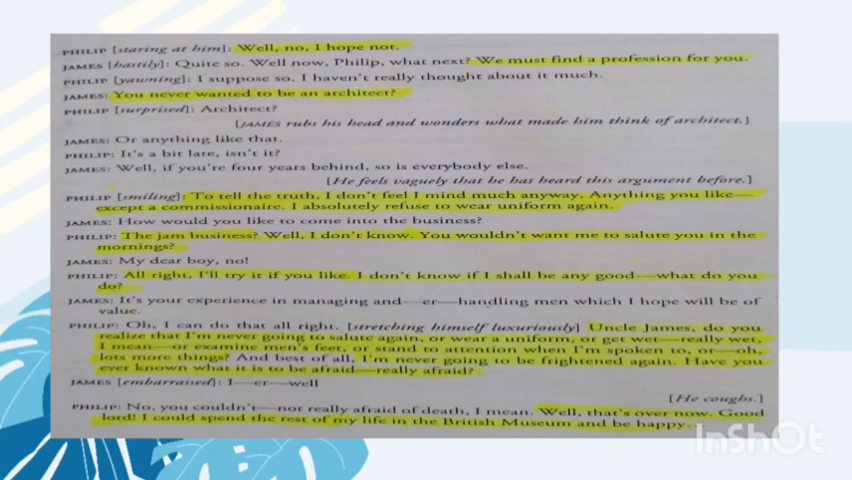 PHILIP [staring at him]: Well, no, I hope not.
JAMES [hastily]: Quite so. Well now, Philip, what next? We must find a profession for you.
PHILIP [yawning]: I suppose so. I haven't really thought about it much.
JAMES: You never wanted to be an architect?
PHILIP [surprised]: Architect?
[JAMES rubs his head and wonders what made him think of architect.]
JAMES: Or anything like that.
PHILIP: It's a bit late, isn't it?
JAMES: Well, if you're four years behind, so is everybody else.
[He feels vaguely that he has heard this argument before.]
PHILIP [smiling]: To tell the truth, I don't feel I mind much anyway. Anything you like—
except a commissionaire. I absolutely refuse to wear uniform again.
JAMES: How would you like to come into the business?
PHILIP: The jam business? Well, I don't know. You wouldn't want me to salute you in the
mornings?
JAMES: My dear boy, no!
PHILIP: All right, I'll try it if you like. I don't know if I shall be any good—what do you
do?
JAMES: It's your experience in managing and—er—handling men which I hope will be of
value.
PHILIP: Oh, I can do that all right. [stretching himself luxuriously] Uncle James, do you
realize that I'm never going to salute again, or wear a uniform, or get wet—really wet,
I mean—or examine men's feet, or stand to attention when I'm spoken to, or—oh,
lots more things? And best of all, I'm never going to be frightened again. Have you
ever known what it is to be afraid—really afraid?
JAMES [embarrassed]: I—er—well
[He coughs.]
PHILIP: No, you couldn't—not really afraid of death, I mean. Well, that's over now. Good
lord! I could spend the rest of my life in the British Museum and be happy...
InShOt